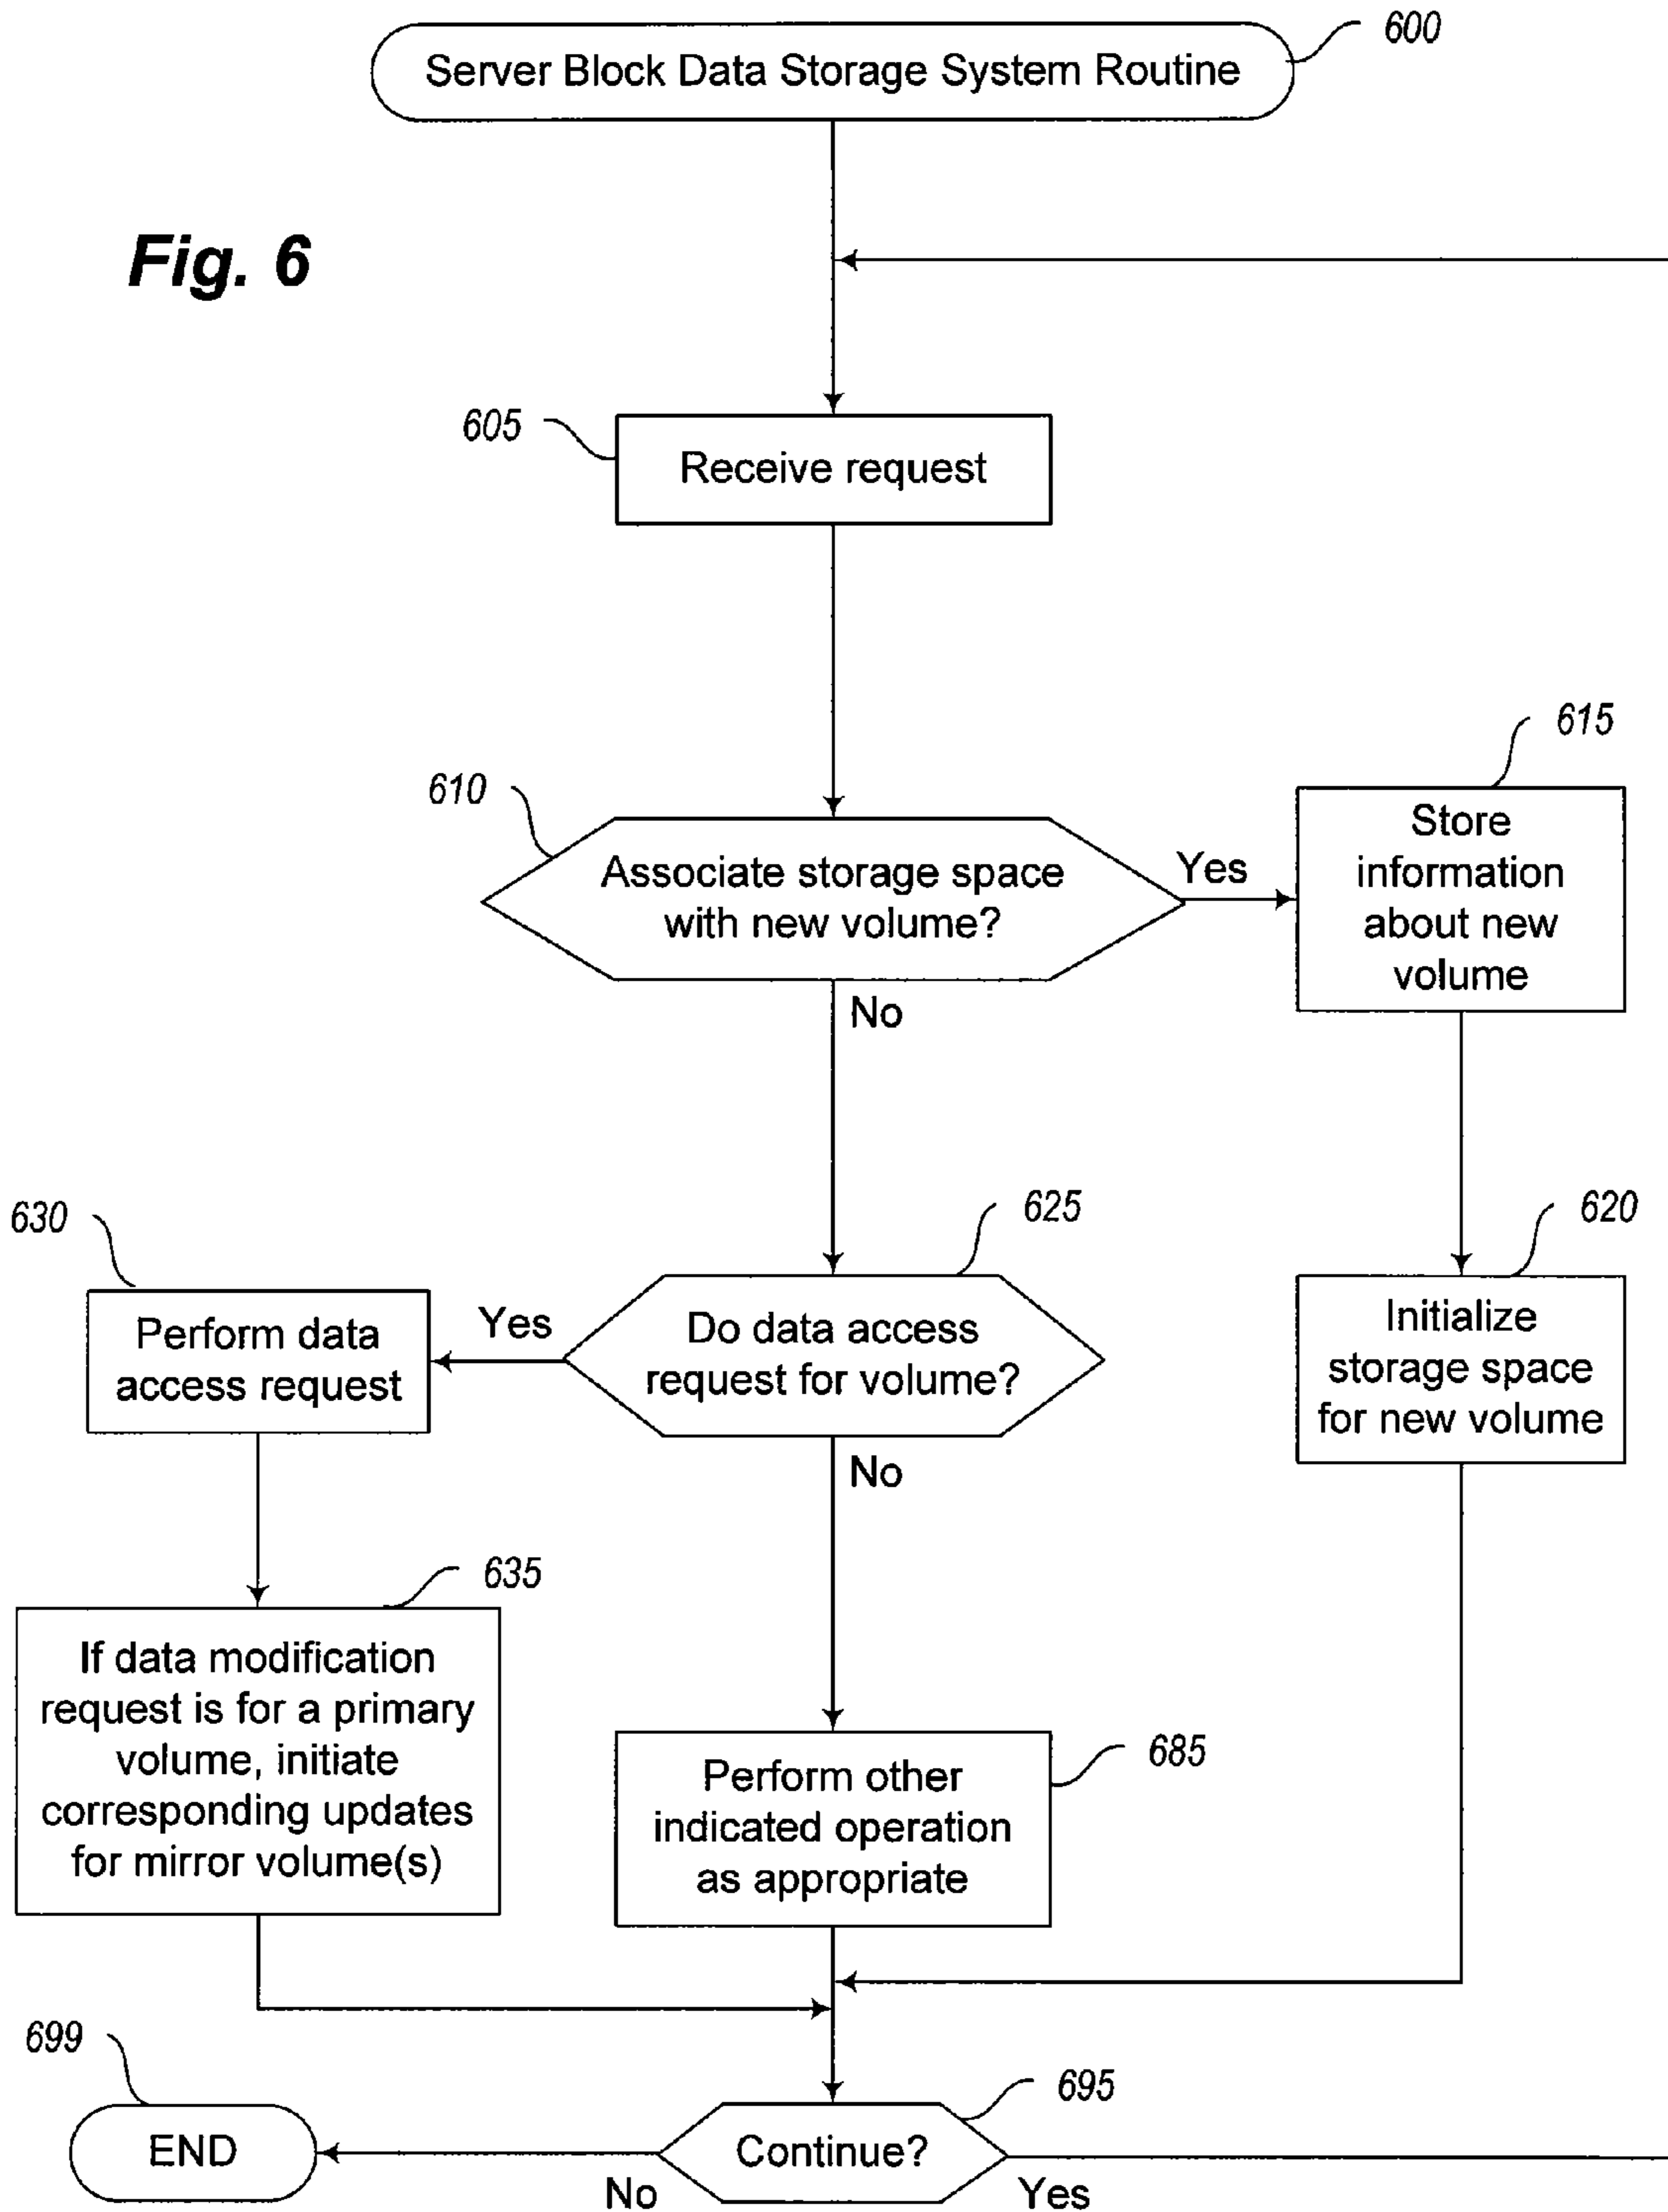 600
Server Block Data Storage System Routine
Fig. 6
605
Receive request
610
Associate storage space
with new volume?
Yes
No
615
Store
information
about new
volume
620
Initialize
storage space
for new volume
625
Do data access
request for volume?
Yes
No
630
Perform data
access request
635
If data modification
request is for a primary
volume, initiate
corresponding updates
for mirror volume(s)
685
Perform other
indicated operation
as appropriate
695
Continue?
No
Yes
699
END